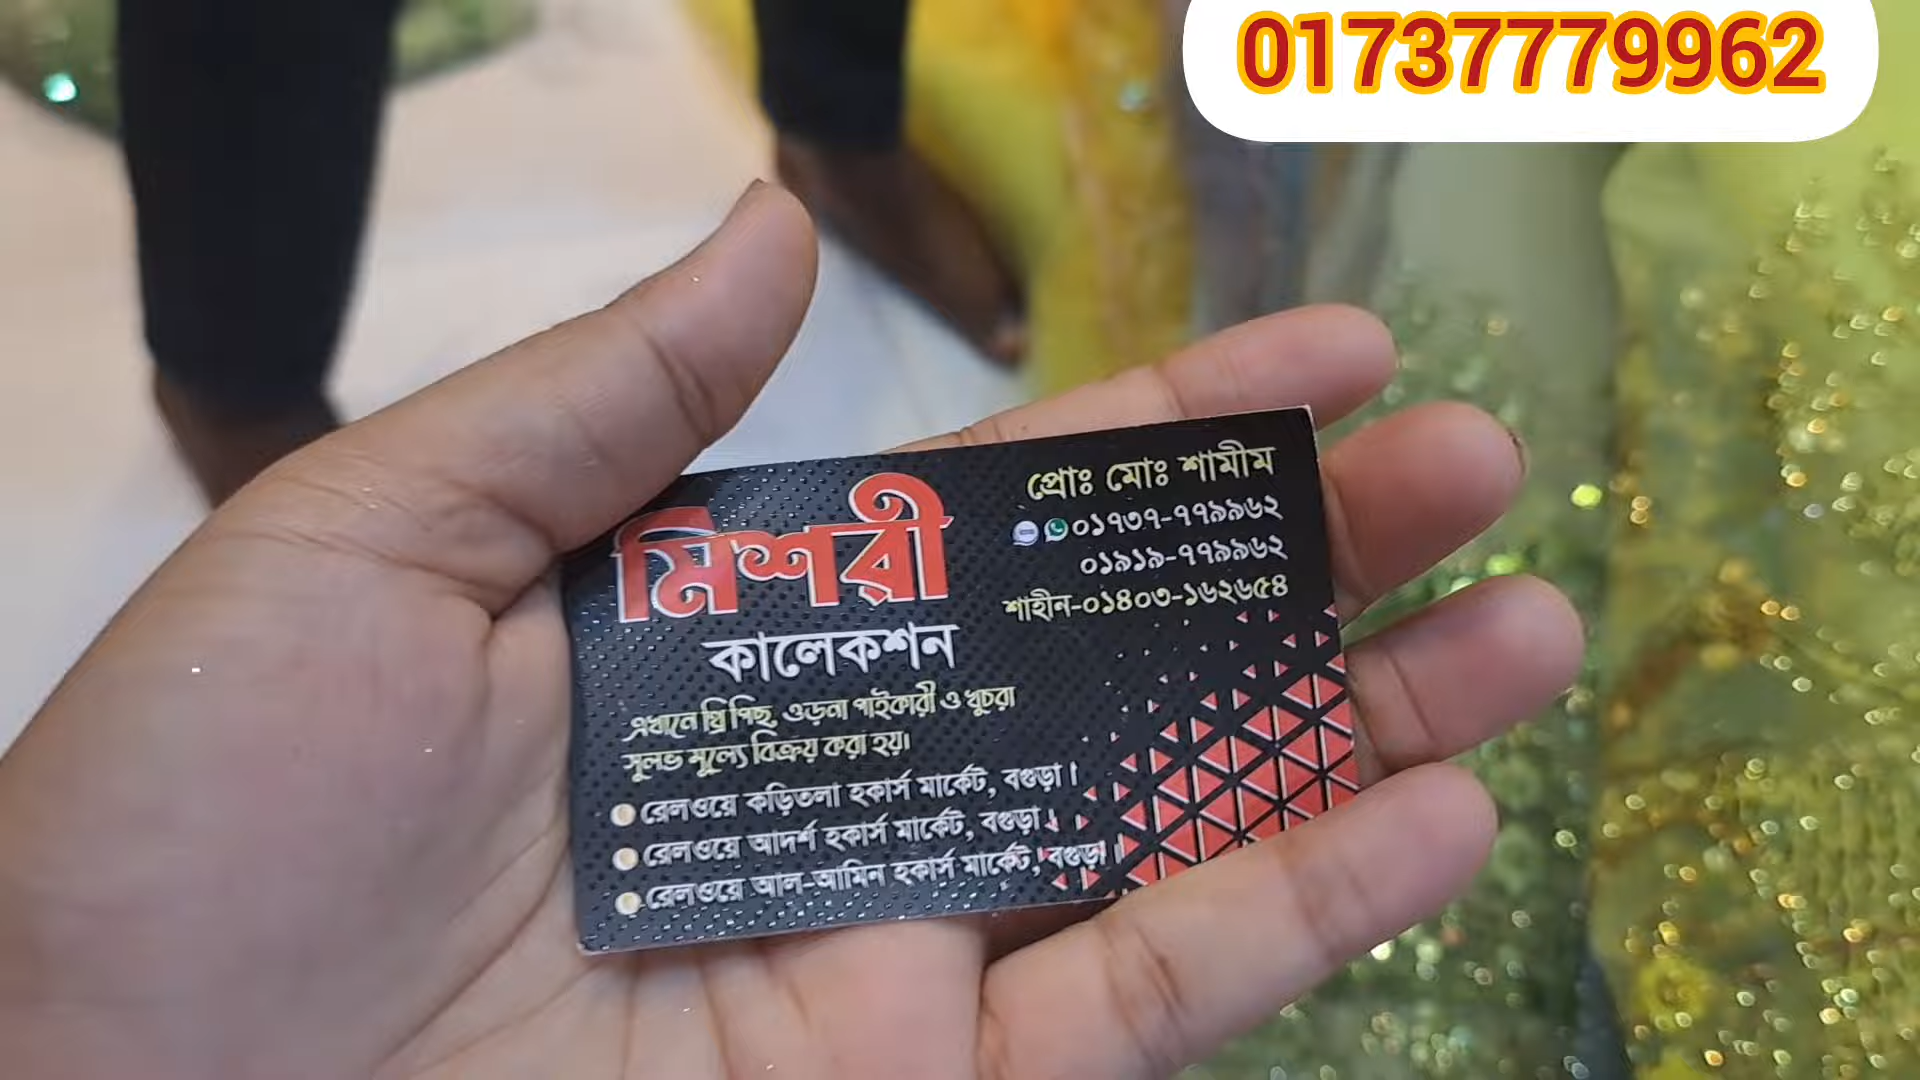 01737779962
মিশরী
কালেকশন
প্রোঃ মোঃ শামীম
০১৭৩৭-৭৭৯৯৬২
০১৯১৯-৭৭৯৯৬২
শাহীন-০১৪০৩-১৬২৬৫৪
এখানে থ্রি পিছ, ওড়না পাইকারী ও খুচরা
সুলভ মূল্যে বিক্রয় করা হয়।
রেলওয়ে কড়িতলা হকার্স মার্কেট, বগুড়া।
রেলওয়ে আদর্শ হকার্স মার্কেট, বগুড়া।
রেলওয়ে আল-আমিন হকার্স মার্কেট, বগুড়া।